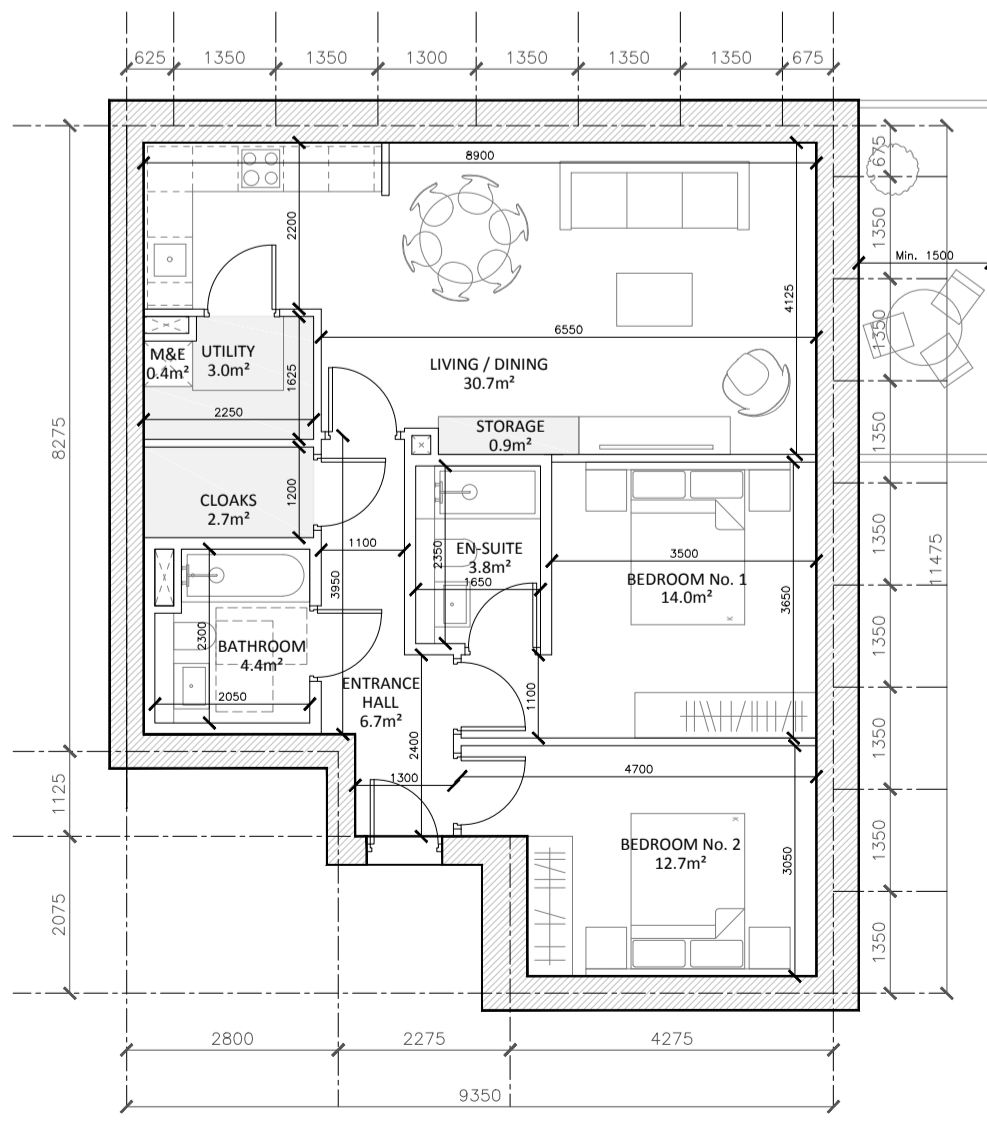 625 1350 1350 1300 1350 1350 1350 675
8900
675
1350
2200
Min. 1500
4125
6550
1350
M&E
0.4m²
UTILITY
3.0m²
1625
LIVING / DINING
30.7m²
2250
8275
1350
STORAGE
0.9m²
CLOAKS
2.7m²
1200
1350
11475
1100
3950
2350
EN-SUITE
3.8m²
1650
3500
BEDROOM No. 1
14.0m²
3650
1350
2300
BATHROOM
4.4m²
2050
ENTRANCE
HALL
6.7m²
1100
1350
2400
1300
4700
1125
1350
BEDROOM No. 2
12.7m²
3050
2075
1350
2800 2275 4275
9350